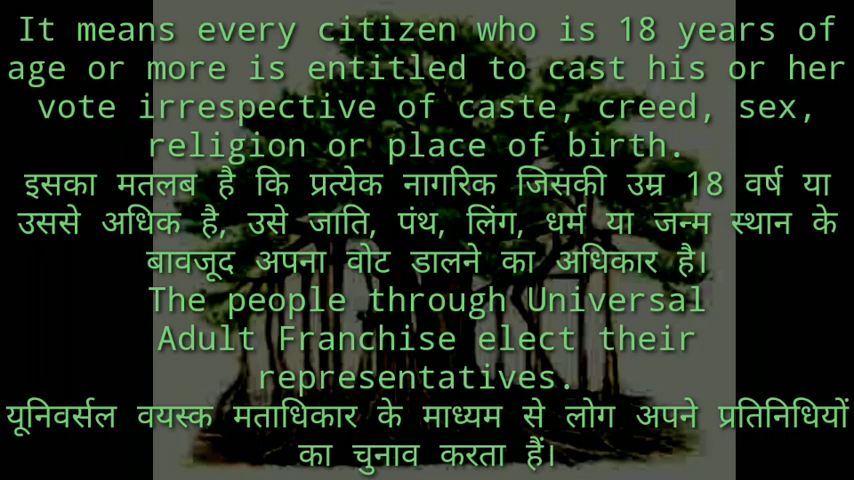 It means every citizen who is 18 years of
age or more is entitled to cast his or her
vote irrespective of caste, creed, sex,
religion or place of birth.
इसका मतलब है कि प्रत्येक नागरिक जिसकी उम्र 18 वर्ष या
उससे अधिक है, उसे जाति, पंथ, लिंग, धर्म या जन्म स्थान के
बावजूद अपना वोट डालने का अधिकार है।
The people through Universal
Adult Franchise elect their
representatives.
यूनिवर्सल वयस्क मताधिकार के माध्यम से लोग अपने प्रतिनिधियों
का चुनाव करता हैं।